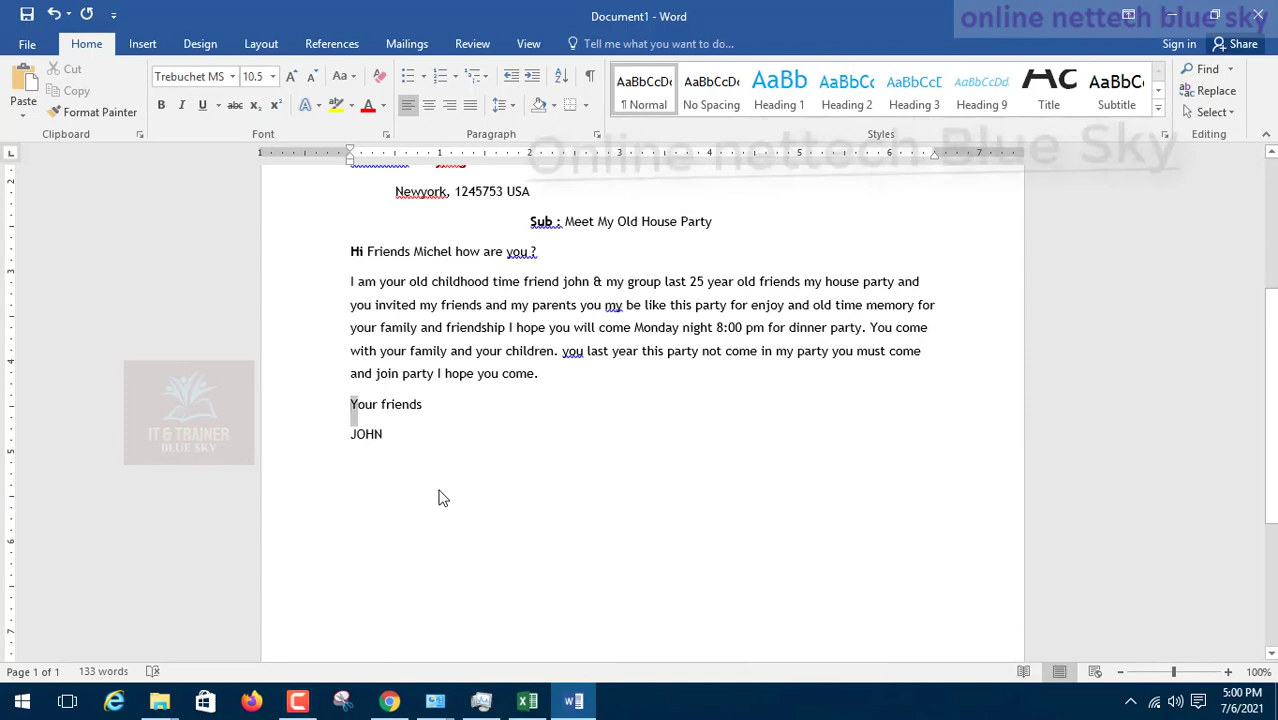 Document1 - Word
online nettech blue sky
File Home Insert Design Layout References Mailings Review View Tell me what you want to do... Sign in Share
Cut
Copy
Format Painter
Paste
Clipboard
Trebuchet MS 10.5
Font
Paragraph
AaBbCcDc AaBbCcDc AaBb AaBbCc AaBbCcD AaBbCcDd AaBbCc
¶ Normal No Spacing Heading 1 Heading 2 Heading 3 Heading 9 Title Subtitle
Styles
Find
Replace
Select
Editing
Online nettech Blue Sky
Newyork, 1245753 USA
Sub : Meet My Old House Party
Hi Friends Michel how are you ?
I am your old childhood time friend john & my group last 25 year old friends my house party and
you invited my friends and my parents you my be like this party for enjoy and old time memory for
your family and friendship I hope you will come Monday night 8:00 pm for dinner party. You come
with your family and your children. you last year this party not come in my party you must come
and join party I hope you come.
Your friends
JOHN
IT & TRAINER
BLUE SKY
Page 1 of 1 133 words 100%
5:00 PM
7/6/2021